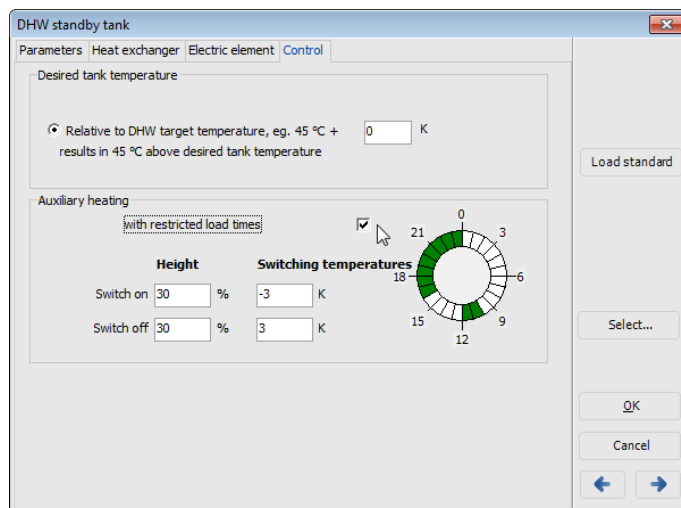 DHW standby tank
Parameters Heat exchanger Electric element Control
Desired tank temperature
Relative to DHW target temperature, eg. 45 °C + 0 K
results in 45 °C above desired tank temperature
Load standard
Auxiliary heating
with restricted load times
0
21 3
Height Switching temperatures
18 6
Switch on 30 % -3 K
15 9
Switch off 30 % 3 K
12
Select...
OK
Cancel